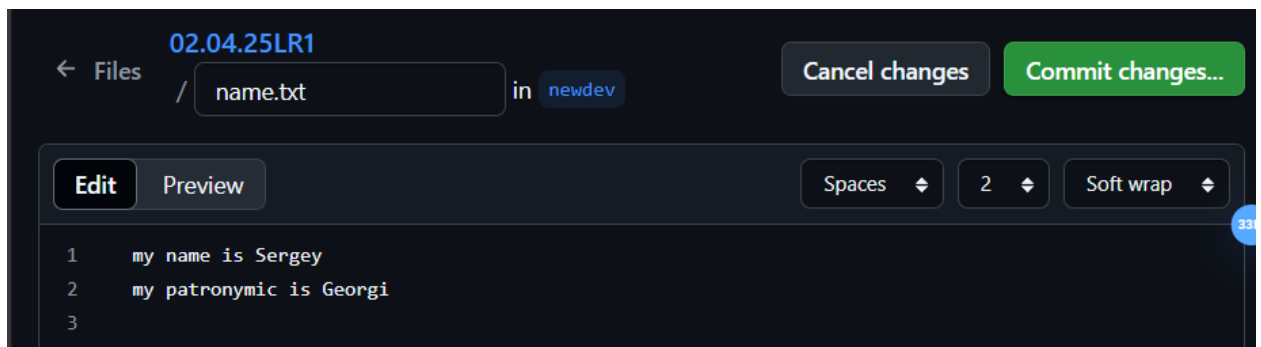 02.04.25LR1
← Files / name.txt in newdev Cancel changes Commit changes...
Edit Preview Spaces 2 Soft wrap
1 my name is Sergey
2 my patronymic is Georgi
3